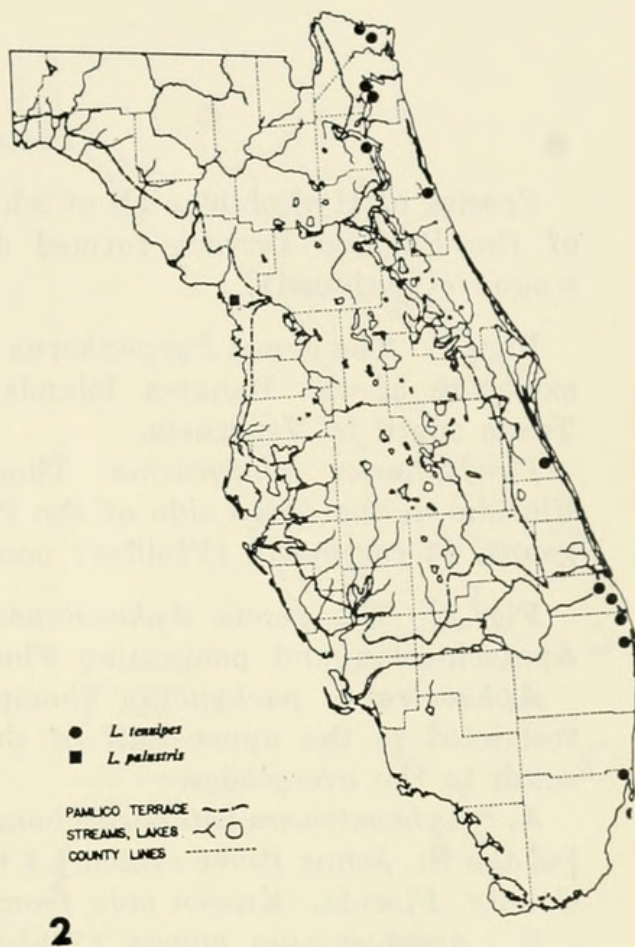 L. tenuipes
L. palustris
PAMLICO TERRACE
STREAMS, LAKES
COUNTY LINES
2